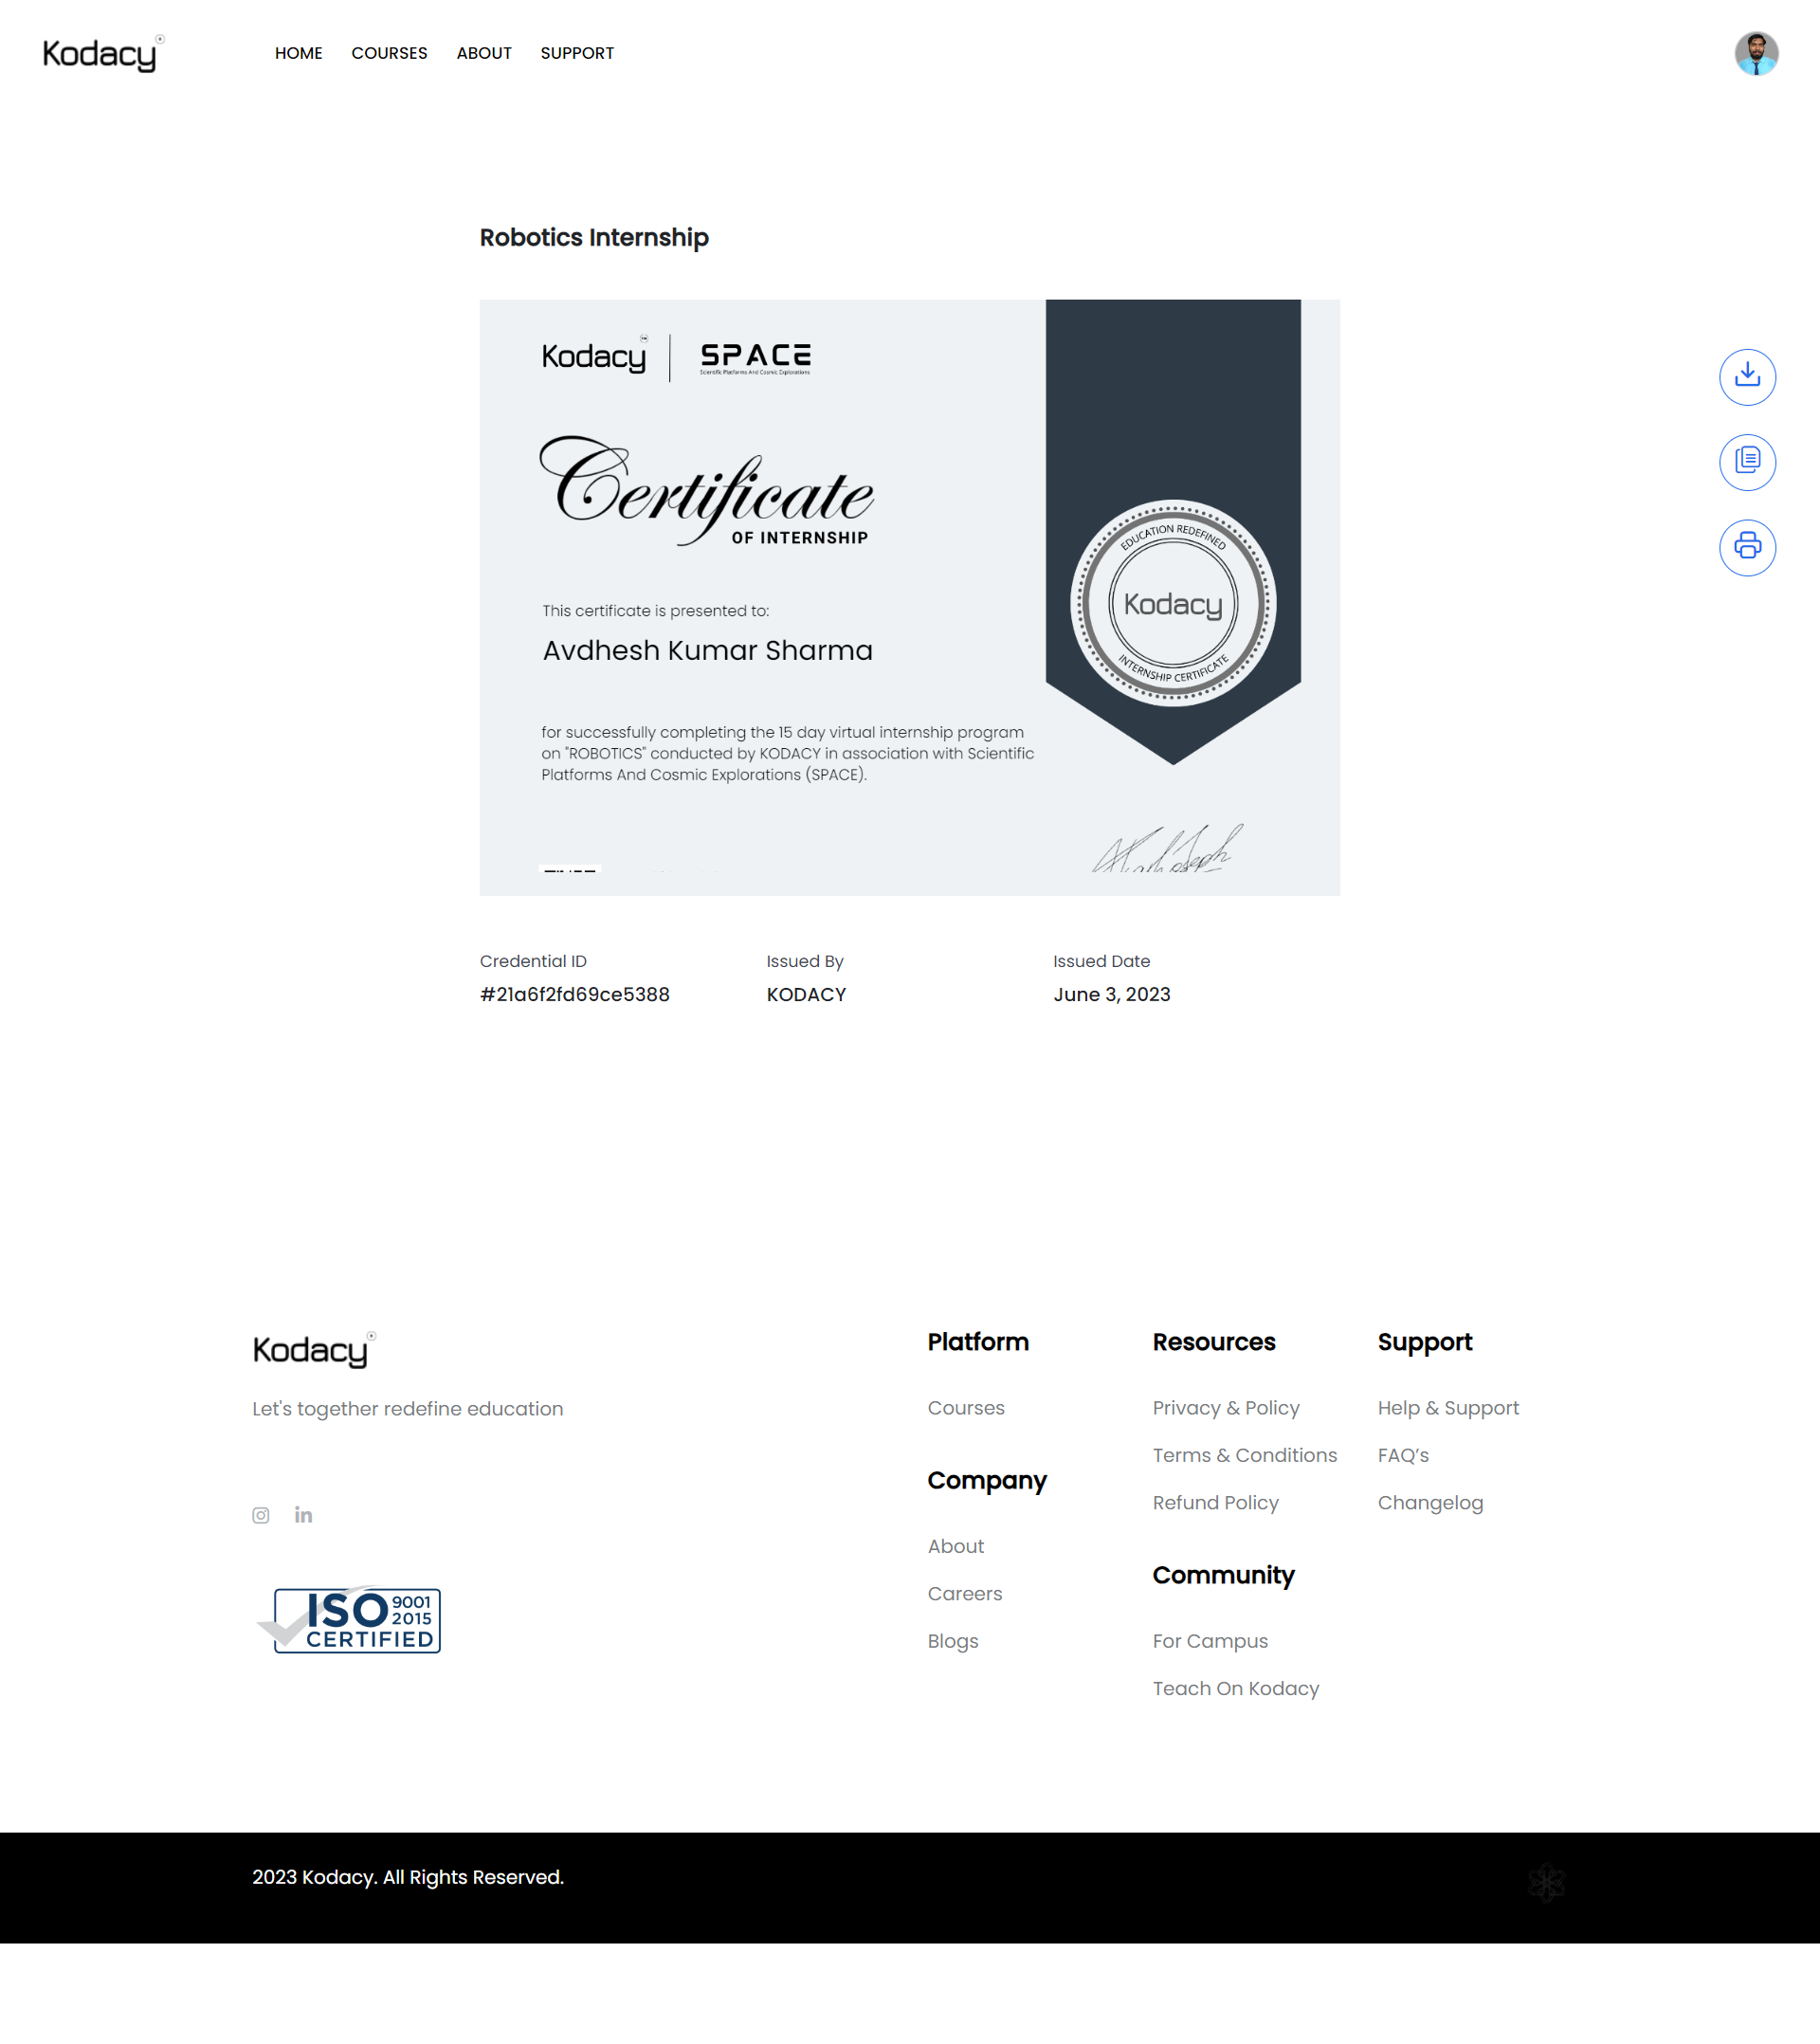 Kodacy
HOME COURSES ABOUT SUPPORT
Robotics Internship
Kodacy SPACE
Scientific Platforms And Cosmic Explorations
Certificate
OF INTERNSHIP
This certificate is presented to:
Avdhesh Kumar Sharma
for successfully completing the 15 day virtual internship program
on "ROBOTICS" conducted by KODACY in association with Scientific
Platforms And Cosmic Explorations (SPACE).
EDUCATION REDEFINED
Kodacy
INTERNSHIP CERTIFICATE
Credential ID
#21a6f2fd69ce5388
Issued By
KODACY
Issued Date
June 3, 2023
Kodacy
Let's together redefine education
ISO 9001
2015
CERTIFIED
Platform
Courses
Company
About
Careers
Blogs
Resources
Privacy & Policy
Terms & Conditions
Refund Policy
Community
For Campus
Teach On Kodacy
Support
Help & Support
FAQ’s
Changelog
2023 Kodacy. All Rights Reserved.